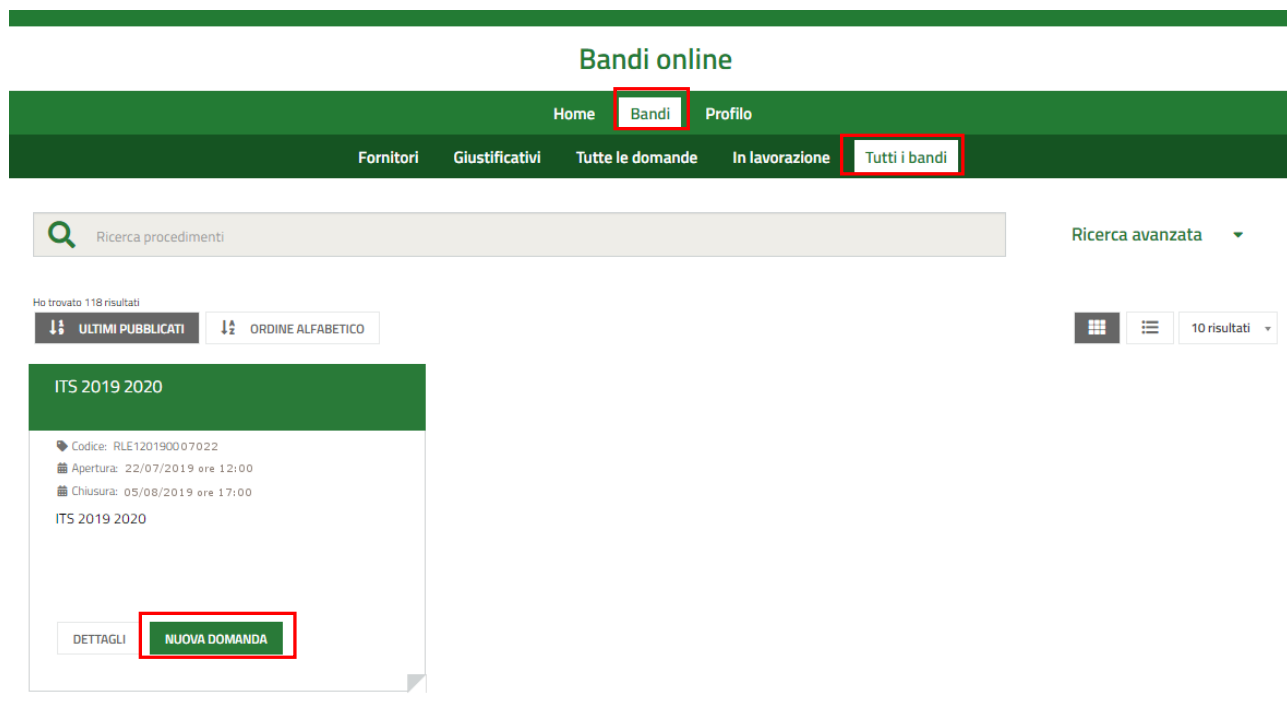 Bandi online
Home Bandi Profilo
Fornitori Giustificativi Tutte le domande In lavorazione Tutti i bandi
Ricerca procedimenti Ricerca avanzata
Ho trovato 118 risultati
ULTIMI PUBBLICATI ORDINE ALFABETICO 10 risultati
ITS 2019 2020
Codice: RLE120190007022
Apertura: 22/07/2019 ore 12:00
Chiusura: 05/08/2019 ore 17:00
ITS 2019 2020
DETTAGLI NUOVA DOMANDA